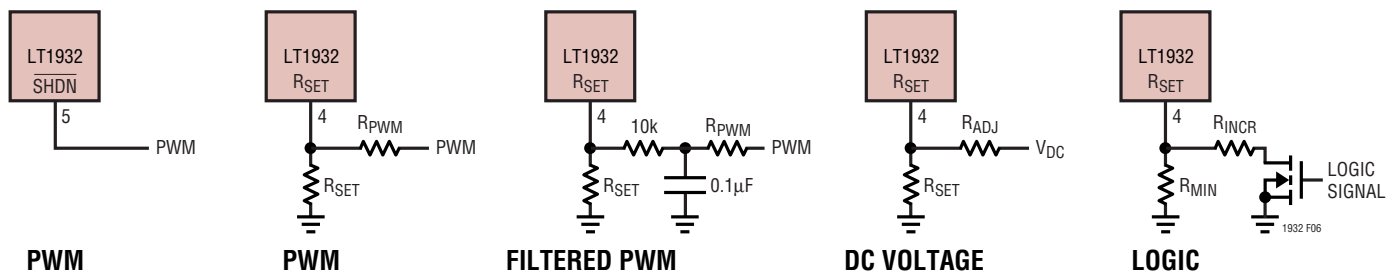 LT1932
SHDN
5
PWM
PWM
LT1932
RSET
4
RPWM
PWM
RSET
PWM
LT1932
RSET
4
10k
RPWM
PWM
RSET
0.1µF
FILTERED PWM
LT1932
RSET
4
RADJ
VDC
RSET
DC VOLTAGE
LT1932
RSET
4
RINCR
RMIN
LOGIC
SIGNAL
1932 F06
LOGIC